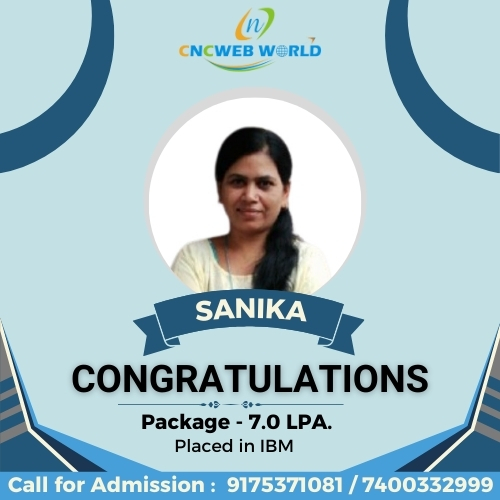 n
CNCWEB WORLD
SANIKA
CONGRATULATIONS
Package - 7.0 LPA.
Placed in IBM
Call for Admission : 9175371081 / 7400332999